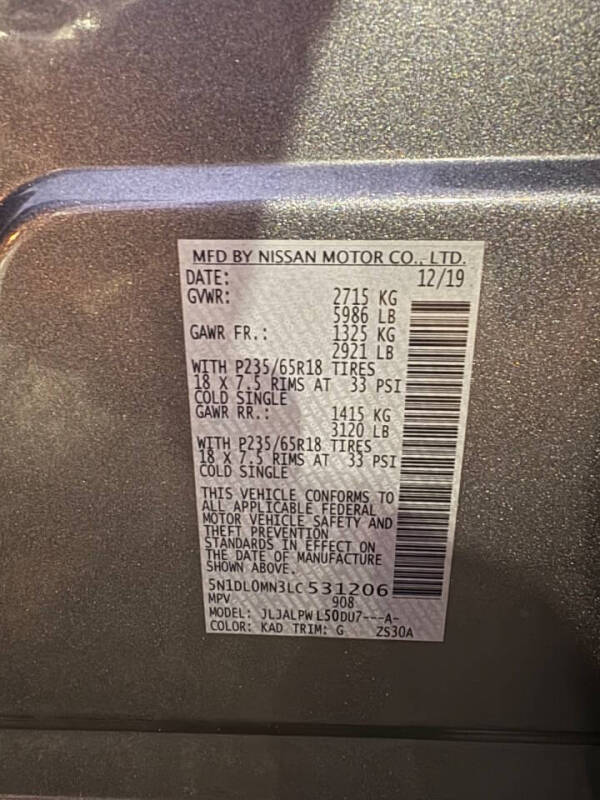 MFD BY NISSAN MOTOR CO., LTD.
DATE: 12/19
GVWR: 2715 KG
5986 LB
GAWR FR.: 1325 KG
2921 LB
WITH P235/65R18 TIRES
18 X 7.5 RIMS AT 33 PSI
COLD SINGLE
GAWR RR.: 1415 KG
3120 LB
WITH P235/65R18 TIRES
18 X 7.5 RIMS AT 33 PSI
COLD SINGLE
THIS VEHICLE CONFORMS TO
ALL APPLICABLE FEDERAL
MOTOR VEHICLE SAFETY AND
THEFT PREVENTION
STANDARDS IN EFFECT ON
THE DATE OF MANUFACTURE
SHOWN ABOVE.
5N1DL0MN3LC531206
MPV 908
MODEL: JLJALPWL50DU7---A-
COLOR: KAD TRIM: G ZS30A